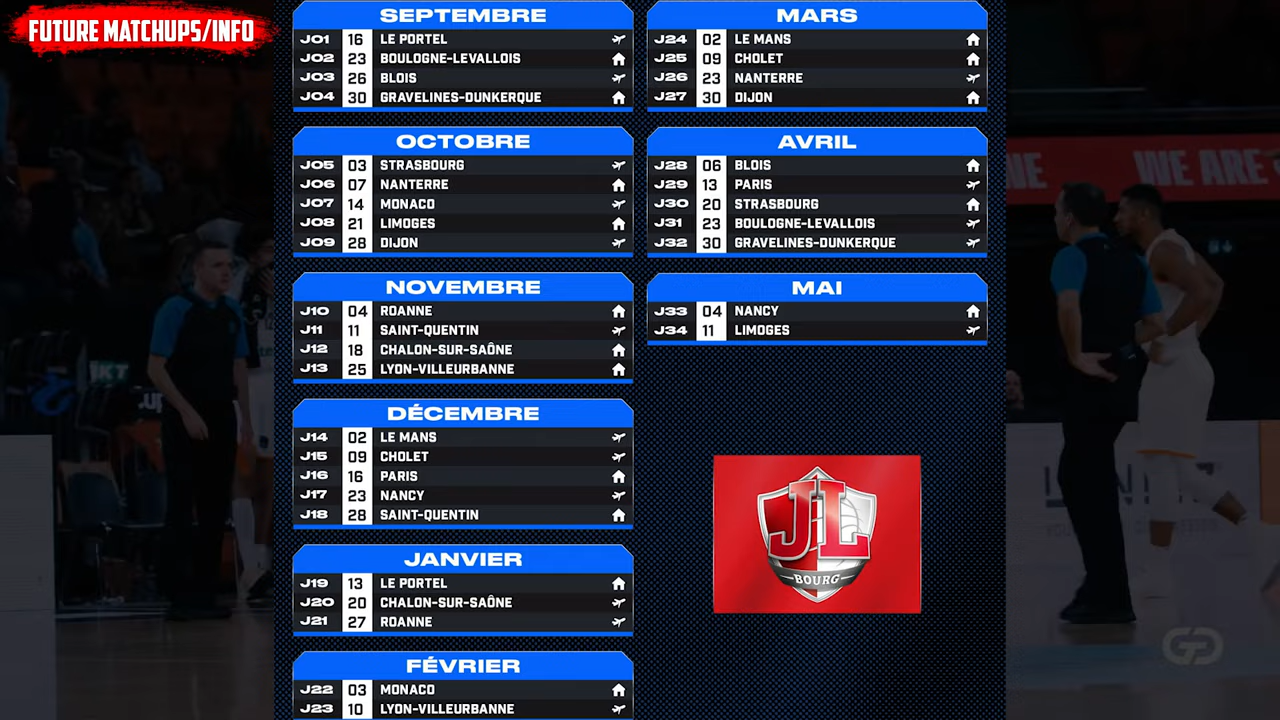 FUTURE MATCHUPS/INFO
SEPTEMBRE
J01 16 LE PORTEL
J02 23 BOULOGNE-LEVALLOIS
J03 26 BLOIS
J04 30 GRAVELINES-DUNKERQUE
OCTOBRE
J05 03 STRASBOURG
J06 07 NANTERRE
J07 14 MONACO
J08 21 LIMOGES
J09 28 DIJON
NOVEMBRE
J10 04 ROANNE
J11 11 SAINT-QUENTIN
J12 18 CHALON-SUR-SAÔNE
J13 25 LYON-VILLEURBANNE
DÉCEMBRE
J14 02 LE MANS
J15 09 CHOLET
J16 16 PARIS
J17 23 NANCY
J18 28 SAINT-QUENTIN
JANVIER
J19 13 LE PORTEL
J20 20 CHALON-SUR-SAÔNE
J21 27 ROANNE
FÉVRIER
J22 03 MONACO
J23 10 LYON-VILLEURBANNE
MARS
J24 02 LE MANS
J25 09 CHOLET
J26 23 NANTERRE
J27 30 DIJON
AVRIL
J28 06 BLOIS
J29 13 PARIS
J30 20 STRASBOURG
J31 23 BOULOGNE-LEVALLOIS
J32 30 GRAVELINES-DUNKERQUE
MAI
J33 04 NANCY
J34 11 LIMOGES
JL
BOURG
WE ARE